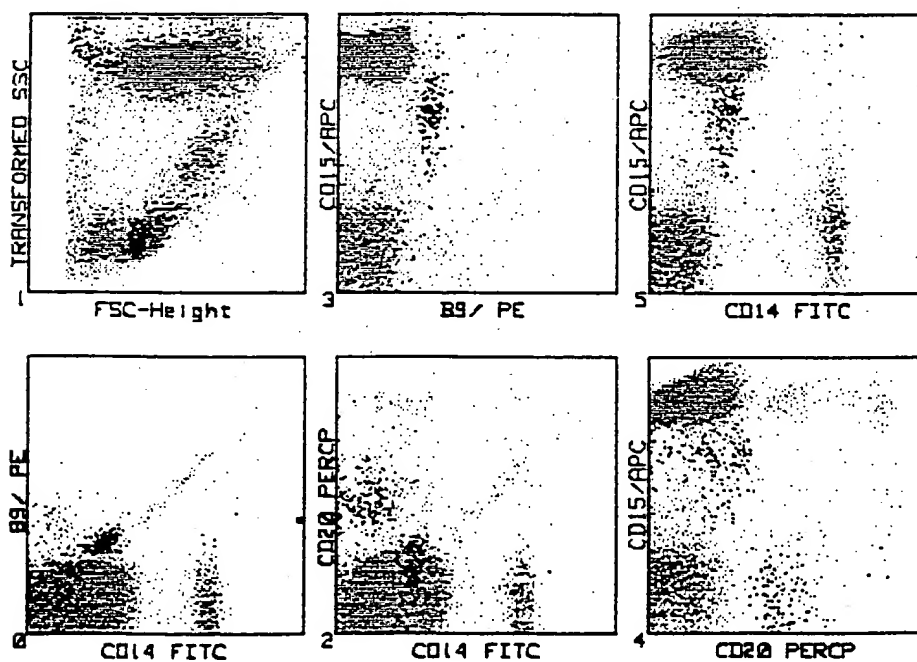 TRANSFORMED SSC
1
FSC-Height
CD15/APC
3
B9/ PE
CD15/APC
5
CD14 FITC
B9/ PE
0
CD14 FITC
CD20 PERCP
2
CD14 FITC
CD15/APC
4
CD20 PERCP